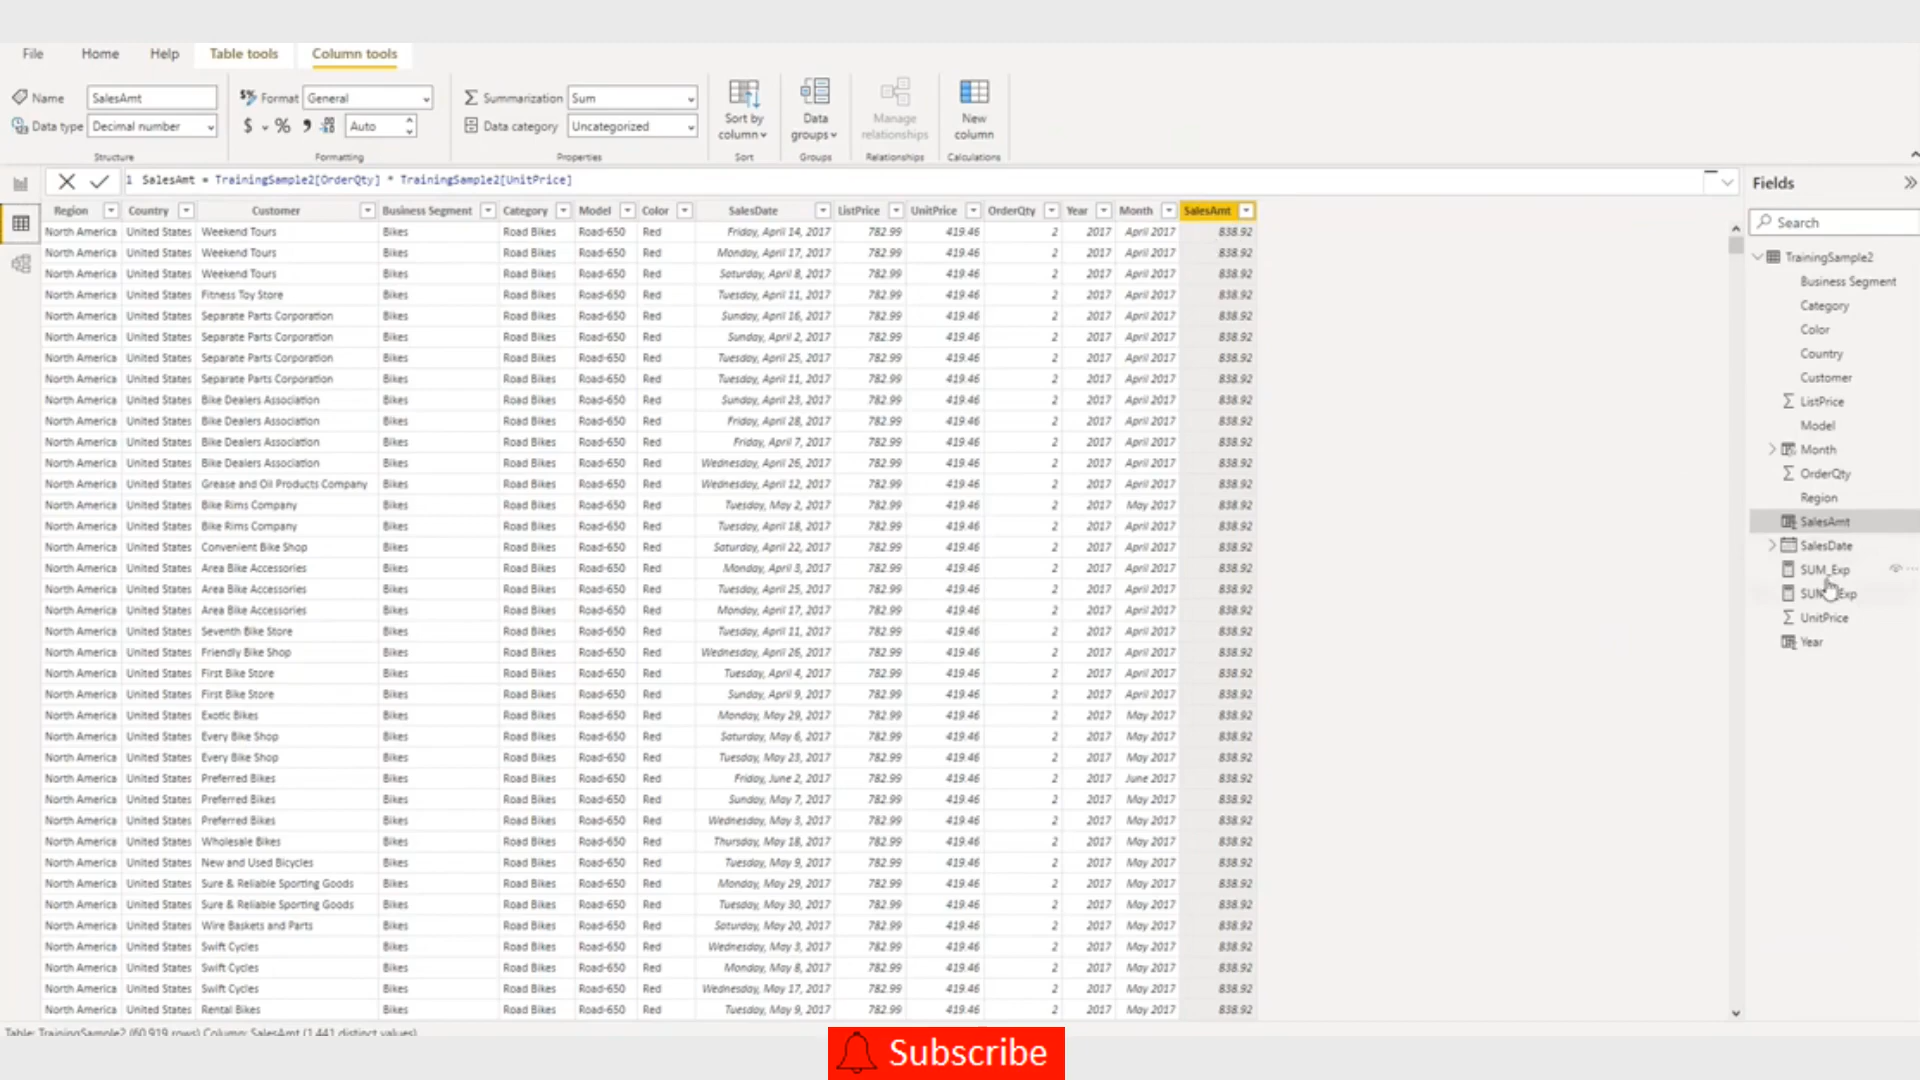 File Home Help Table tools Column tools
Name SalesAmt $% Format General Summarization Sum
Data type Decimal number $ % 9 Auto Data category Uncategorized
Sort by column Data groups Manage relationships New column
Structure Formatting Properties Sort Groups Relationships Calculations
1 SalesAmt = TrainingSample2[OrderQty] * TrainingSample2[UnitPrice]
Region Country Customer Business Segment Category Model Color SalesDate ListPrice UnitPrice OrderQty Year Month SalesAmt
North America United States Weekend Tours Bikes Road Bikes Road-650 Red Friday, April 14, 2017 782.99 419.46 2 2017 April 2017 838.92
North America United States Weekend Tours Bikes Road Bikes Road-650 Red Monday, April 17, 2017 782.99 419.46 2 2017 April 2017 838.92
North America United States Weekend Tours Bikes Road Bikes Road-650 Red Saturday, April 8, 2017 782.99 419.46 2 2017 April 2017 838.92
North America United States Fitness Toy Store Bikes Road Bikes Road-650 Red Tuesday, April 11, 2017 782.99 419.46 2 2017 April 2017 838.92
North America United States Separate Parts Corporation Bikes Road Bikes Road-650 Red Sunday, April 16, 2017 782.99 419.46 2 2017 April 2017 838.92
North America United States Separate Parts Corporation Bikes Road Bikes Road-650 Red Sunday, April 2, 2017 782.99 419.46 2 2017 April 2017 838.92
North America United States Separate Parts Corporation Bikes Road Bikes Road-650 Red Tuesday, April 25, 2017 782.99 419.46 2 2017 April 2017 838.92
North America United States Separate Parts Corporation Bikes Road Bikes Road-650 Red Tuesday, April 11, 2017 782.99 419.46 2 2017 April 2017 838.92
North America United States Bike Dealers Association Bikes Road Bikes Road-650 Red Sunday, April 23, 2017 782.99 419.46 2 2017 April 2017 838.92
North America United States Bike Dealers Association Bikes Road Bikes Road-650 Red Friday, April 28, 2017 782.99 419.46 2 2017 April 2017 838.92
North America United States Bike Dealers Association Bikes Road Bikes Road-650 Red Friday, April 7, 2017 782.99 419.46 2 2017 April 2017 838.92
North America United States Bike Dealers Association Bikes Road Bikes Road-650 Red Wednesday, April 26, 2017 782.99 419.46 2 2017 April 2017 838.92
North America United States Grease and Oil Products Company Bikes Road Bikes Road-650 Red Wednesday, April 12, 2017 782.99 419.46 2 2017 April 2017 838.92
North America United States Bike Rims Company Bikes Road Bikes Road-650 Red Tuesday, May 2, 2017 782.99 419.46 2 2017 May 2017 838.92
North America United States Bike Rims Company Bikes Road Bikes Road-650 Red Tuesday, April 18, 2017 782.99 419.46 2 2017 April 2017 838.92
North America United States Convenient Bike Shop Bikes Road Bikes Road-650 Red Saturday, April 22, 2017 782.99 419.46 2 2017 April 2017 838.92
North America United States Area Bike Accessories Bikes Road Bikes Road-650 Red Monday, April 3, 2017 782.99 419.46 2 2017 April 2017 838.92
North America United States Area Bike Accessories Bikes Road Bikes Road-650 Red Tuesday, April 25, 2017 782.99 419.46 2 2017 April 2017 838.92
North America United States Area Bike Accessories Bikes Road Bikes Road-650 Red Monday, April 17, 2017 782.99 419.46 2 2017 April 2017 838.92
North America United States Seventh Bike Store Bikes Road Bikes Road-650 Red Tuesday, April 11, 2017 782.99 419.46 2 2017 April 2017 838.92
North America United States Friendly Bike Shop Bikes Road Bikes Road-650 Red Wednesday, April 26, 2017 782.99 419.46 2 2017 April 2017 838.92
North America United States First Bike Store Bikes Road Bikes Road-650 Red Tuesday, April 4, 2017 782.99 419.46 2 2017 April 2017 838.92
North America United States First Bike Store Bikes Road Bikes Road-650 Red Sunday, April 9, 2017 782.99 419.46 2 2017 April 2017 838.92
North America United States Exotic Bikes Bikes Road Bikes Road-650 Red Monday, May 29, 2017 782.99 419.46 2 2017 May 2017 838.92
North America United States Every Bike Shop Bikes Road Bikes Road-650 Red Saturday, May 6, 2017 782.99 419.46 2 2017 May 2017 838.92
North America United States Every Bike Shop Bikes Road Bikes Road-650 Red Tuesday, May 23, 2017 782.99 419.46 2 2017 May 2017 838.92
North America United States Preferred Bikes Bikes Road Bikes Road-650 Red Friday, June 2, 2017 782.99 419.46 2 2017 June 2017 838.92
North America United States Preferred Bikes Bikes Road Bikes Road-650 Red Sunday, May 7, 2017 782.99 419.46 2 2017 May 2017 838.92
North America United States Preferred Bikes Bikes Road Bikes Road-650 Red Wednesday, May 3, 2017 782.99 419.46 2 2017 May 2017 838.92
North America United States Wholesale Bikes Bikes Road Bikes Road-650 Red Thursday, May 18, 2017 782.99 419.46 2 2017 May 2017 838.92
North America United States New and Used Bicycles Bikes Road Bikes Road-650 Red Tuesday, May 9, 2017 782.99 419.46 2 2017 May 2017 838.92
North America United States Sure & Reliable Sporting Goods Bikes Road Bikes Road-650 Red Monday, May 29, 2017 782.99 419.46 2 2017 May 2017 838.92
North America United States Sure & Reliable Sporting Goods Bikes Road Bikes Road-650 Red Tuesday, May 30, 2017 782.99 419.46 2 2017 May 2017 838.92
North America United States Wire Baskets and Parts Bikes Road Bikes Road-650 Red Saturday, May 20, 2017 782.99 419.46 2 2017 May 2017 838.92
North America United States Swift Cycles Bikes Road Bikes Road-650 Red Wednesday, May 3, 2017 782.99 419.46 2 2017 May 2017 838.92
North America United States Swift Cycles Bikes Road Bikes Road-650 Red Monday, May 8, 2017 782.99 419.46 2 2017 May 2017 838.92
North America United States Swift Cycles Bikes Road Bikes Road-650 Red Wednesday, May 17, 2017 782.99 419.46 2 2017 May 2017 838.92
North America United States Rental Bikes Bikes Road Bikes Road-650 Red Tuesday, May 9, 2017 782.99 419.46 2 2017 May 2017 838.92
Table: TrainingSample2 (60,919 rows) Column: SalesAmt (1,441 distinct values)
Fields
Search
TrainingSample2
Business Segment
Category
Color
Country
Customer
ListPrice
Model
Month
OrderQty
Region
SalesAmt
SalesDate
SUM_Exp
UnitPrice
Year
Subscribe